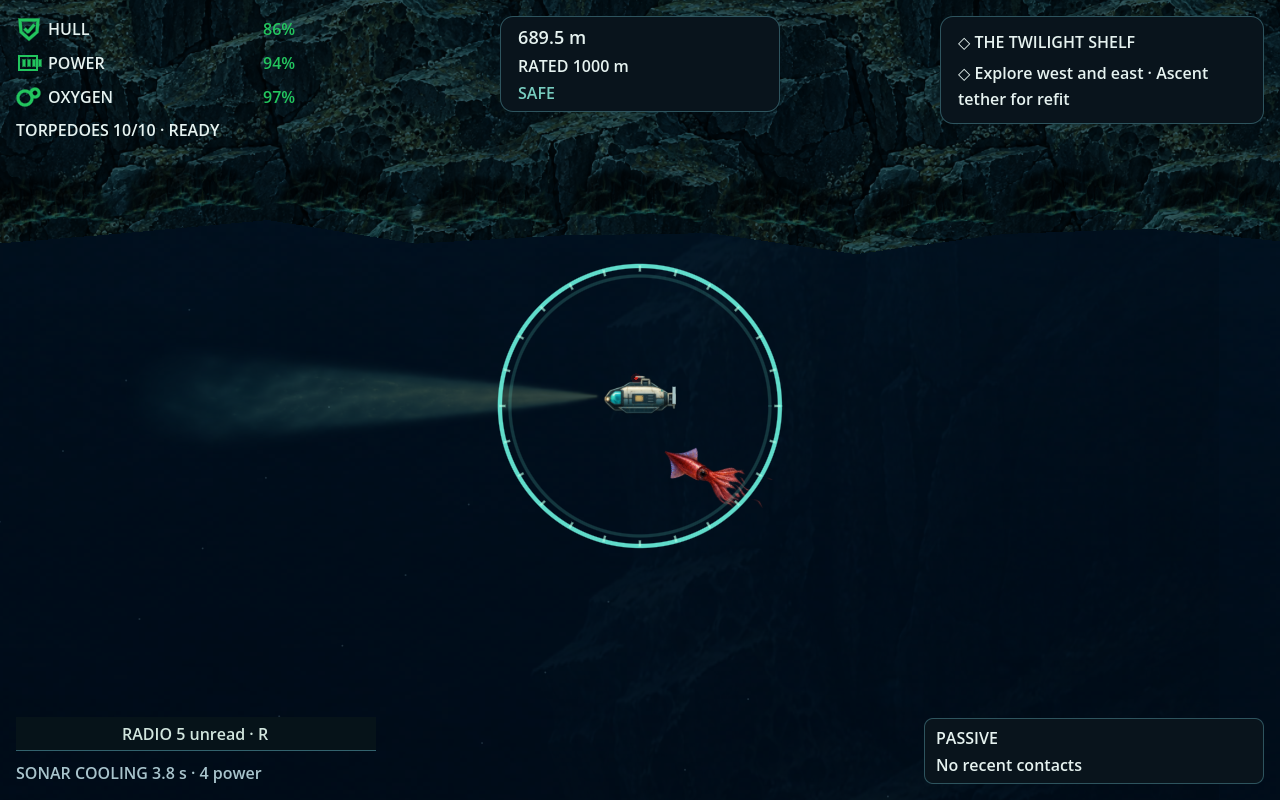 HULL 86%
POWER 94%
OXYGEN 97%
TORPEDOES 10/10 · READY
689.5 m
RATED 1000 m
SAFE
◇ THE TWILIGHT SHELF
◇ Explore west and east · Ascent
tether for refit
RADIO 5 unread · R
SONAR COOLING 3.8 s · 4 power
PASSIVE
No recent contacts